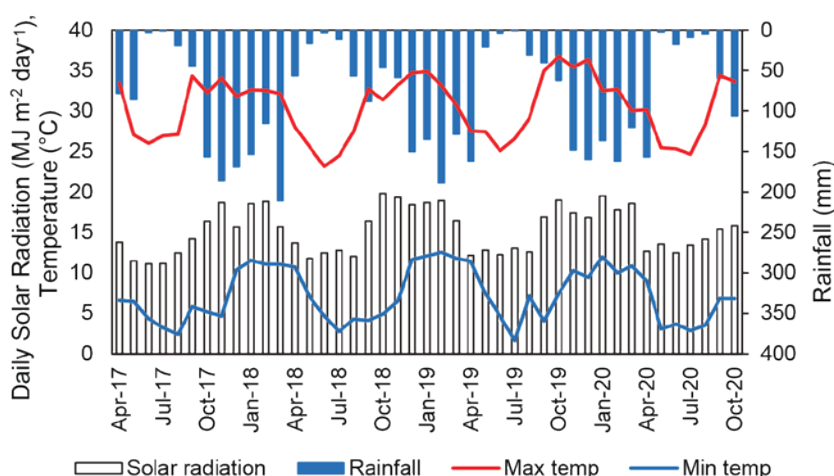 Daily Solar Radiation (MJ m⁻² day⁻¹),
Temperature (°C)
40
35
30
25
20
15
10
5
0
0
50
100
150
200
250
300
350
400
Rainfall (mm)
Apr-17
Jul-17
Oct-17
Jan-18
Apr-18
Jul-18
Oct-18
Jan-19
Apr-19
Jul-19
Oct-19
Jan-20
Apr-20
Jul-20
Oct-20
Solar radiation Rainfall Max temp Min temp